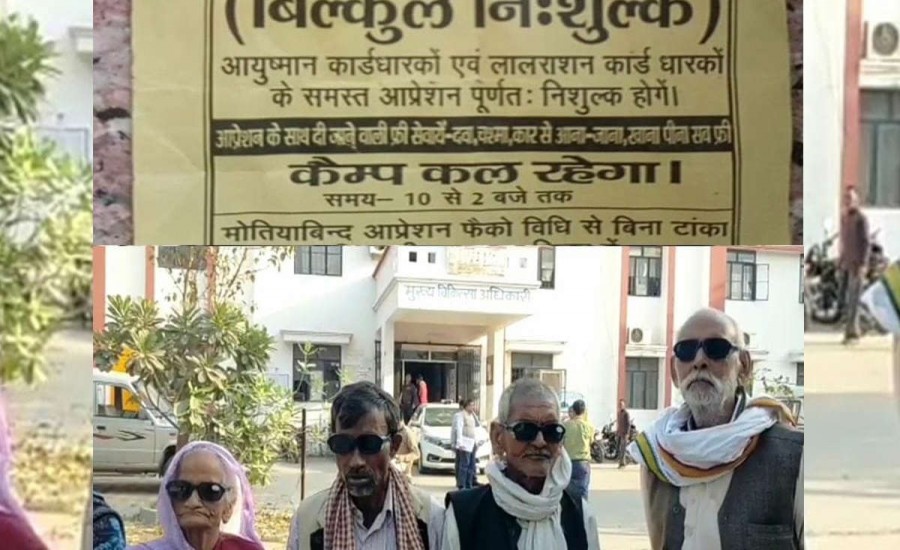 (बिल्कुल निःशुल्क)
आयुष्मान कार्डधारकों एवं लालराशन कार्ड धारकों
के समस्त आप्रेशन पूर्णतः निशुल्क होगें।
आप्रेशन के साथ दी जाने वाली फ्री सेवायें-दवा,चश्मा,कार से आना-जाना,खाना पीना सब फ्री
कैम्प कल रहेगा।
समय– 10 से 2 बजे तक
मोतियाबिन्द आप्रेशन फैको विधि से बिना टांका
मुख्य चिकित्सा अधिकारी